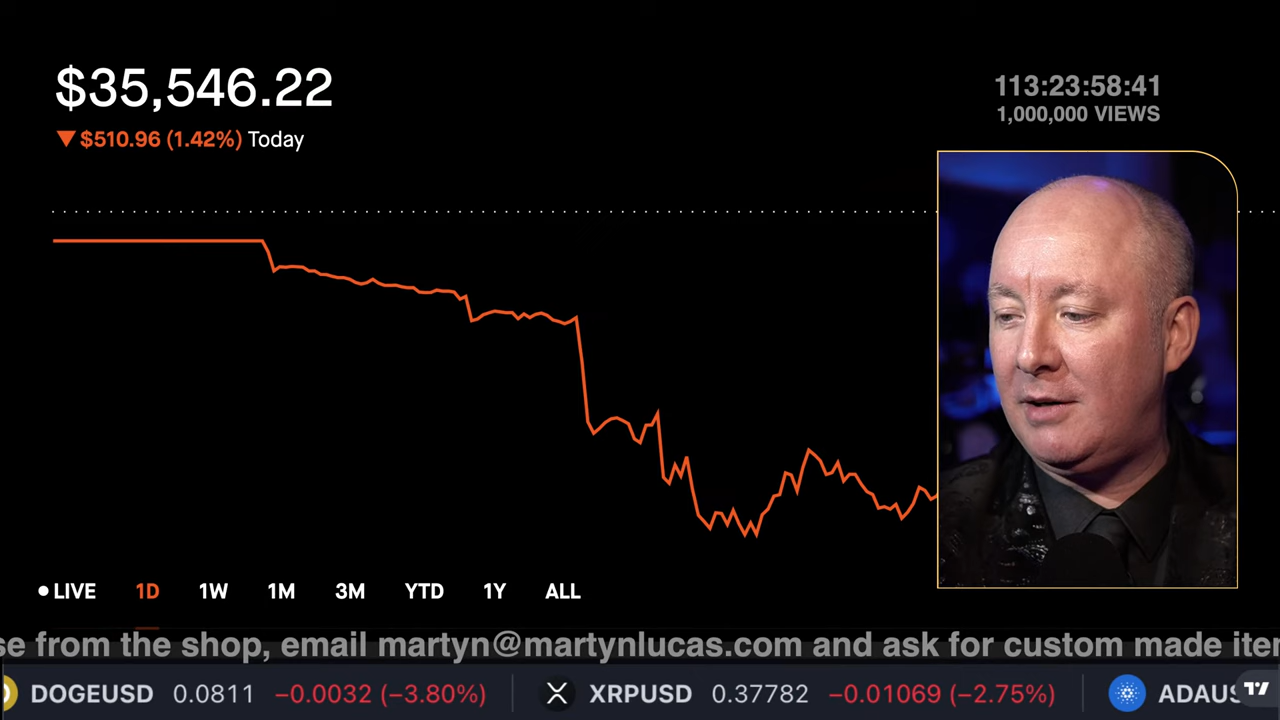 $35,546.22
▼$510.96 (1.42%) Today
113:23:58:41
1,000,000 VIEWS
LIVE 1D 1W 1M 3M YTD 1Y ALL
se from the shop, email martyn@martynlucas.com and ask for custom made iter
DOGEUSD 0.0811 −0.0032 (−3.80%) XRPUSD 0.37782 −0.01069 (−2.75%) ADAUS